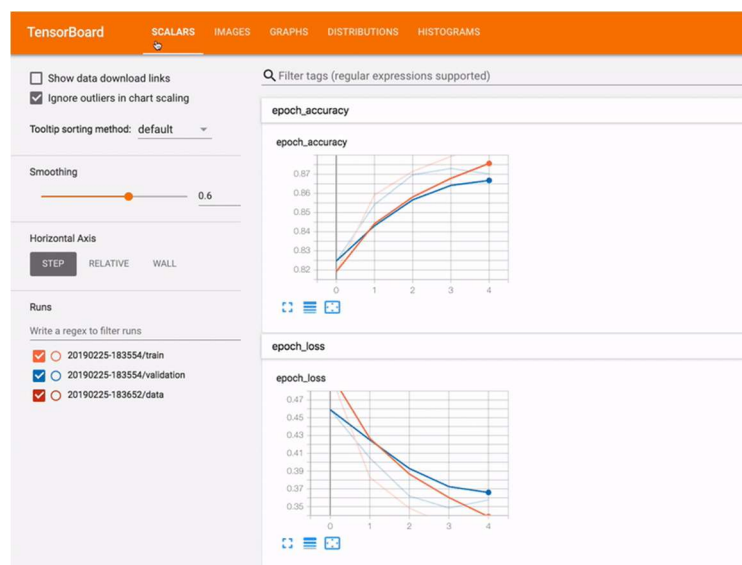 TensorBoard SCALARS IMAGES GRAPHS DISTRIBUTIONS HISTOGRAMS
Show data download links
Ignore outliers in chart scaling
Tooltip sorting method: default
Smoothing
0.6
Horizontal Axis
STEP RELATIVE WALL
Runs
Write a regex to filter runs
20190225-183554/train
20190225-183554/validation
20190225-183652/data
Filter tags (regular expressions supported)
epoch_accuracy
epoch_accuracy
0.87
0.86
0.85
0.83
0.82
0 1 2 3 4
epoch_loss
epoch_loss
0.47
0.45
0.43
0.41
0.39
0.37
0.35
0 1 2 3 4